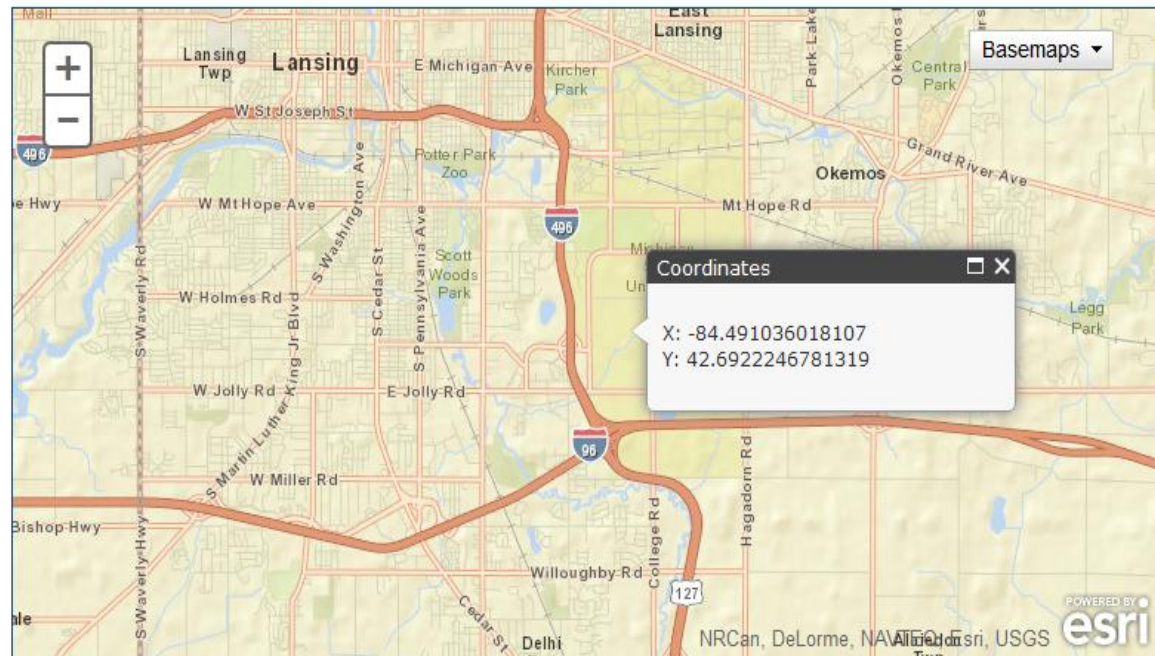 Mall
East
Lansing
Park-Lake
Basemaps
Lansing
Twp
Lansing
E Michigan Ave
Kircher
Park
Central
Park
W St Joseph St
496
Potter Park
Zoo
Grand River Ave
Okemos
W Mt Hope Ave
Mt Hope Rd
S Washington Ave
496
S Waverly Rd
S Cedar St
S Pennsylvania Ave
Scott
Woods
Park
Coordinates
X: -84.491036018107
Y: 42.6922246781319
W Holmes Rd
Legg
Park
S Martin Luther King Jr Blvd
W Jolly Rd
E Jolly Rd
96
W Miller Rd
Hagadorn Rd
Bishop Hwy
S Waverly Hwy
College Rd
Willoughby Rd
127
Cedar St
Delhi
NRCan, DeLorme, NAVTEQ, Esri, USGS
POWERED BY
esri